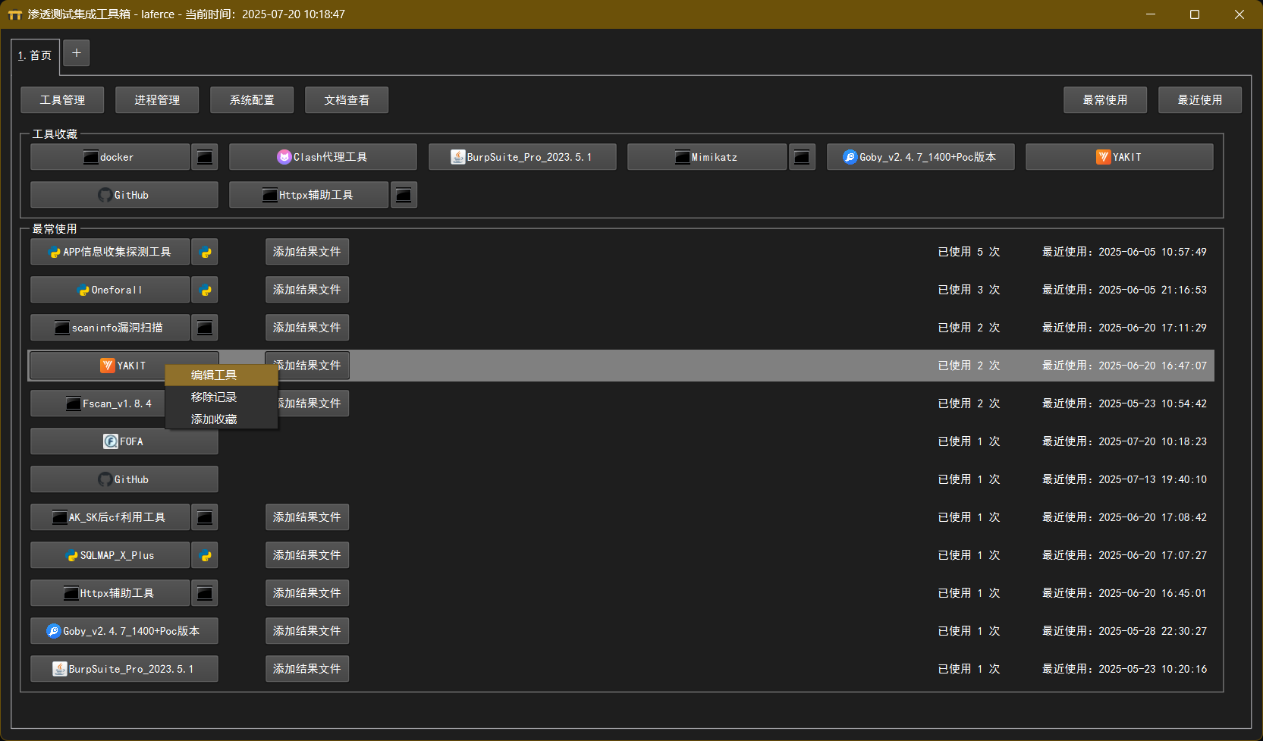 渗透测试集成工具箱 - laferce - 当前时间：2025-07-20 10:18:47
1. 首页 +
工具管理 进程管理 系统配置 文档查看 最常使用 最近使用
工具收藏
docker Clash代理工具 BurpSuite_Pro_2023.5.1 Mimikatz Goby_v2.4.7_1400+Poc版本 YAKIT
GitHub Httpx辅助工具
最常使用
APP信息收集探测工具 添加结果文件 已使用 5 次 最近使用：2025-06-05 10:57:49
Oneforall 添加结果文件 已使用 3 次 最近使用：2025-06-05 21:16:53
scaninfo漏洞扫描 添加结果文件 已使用 2 次 最近使用：2025-06-20 17:11:29
YAKIT 添加结果文件 已使用 2 次 最近使用：2025-06-20 16:47:07
编辑工具
移除记录
添加收藏
Fscan_v1.8.4 添加结果文件 已使用 2 次 最近使用：2025-05-23 10:54:42
FOFA 已使用 1 次 最近使用：2025-07-20 10:18:23
GitHub 已使用 1 次 最近使用：2025-07-13 19:40:10
AK_SK后cf利用工具 添加结果文件 已使用 1 次 最近使用：2025-06-20 17:08:42
SQLMAP_X_Plus 添加结果文件 已使用 1 次 最近使用：2025-06-20 17:07:27
Httpx辅助工具 添加结果文件 已使用 1 次 最近使用：2025-06-20 16:45:01
Goby_v2.4.7_1400+Poc版本 添加结果文件 已使用 1 次 最近使用：2025-05-28 22:30:27
BurpSuite_Pro_2023.5.1 添加结果文件 已使用 1 次 最近使用：2025-05-23 10:20:16